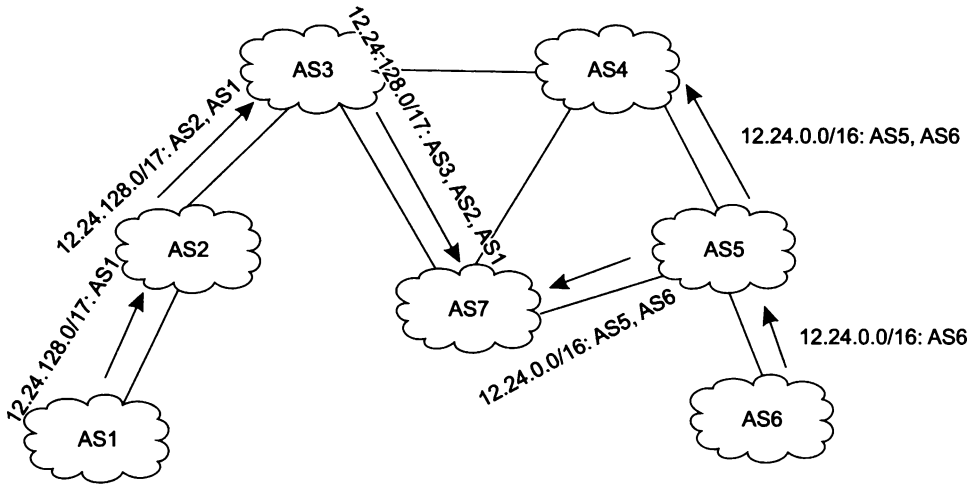 12.24.128.0/17: AS3, AS2, AS1
AS3
AS4
12.24.128.0/17: AS2, AS1
12.24.0.0/16: AS5, AS6
AS2
AS5
12.24.128.0/17: AS1
AS7
12.24.0.0/16: AS5, AS6
12.24.0.0/16: AS6
AS1
AS6